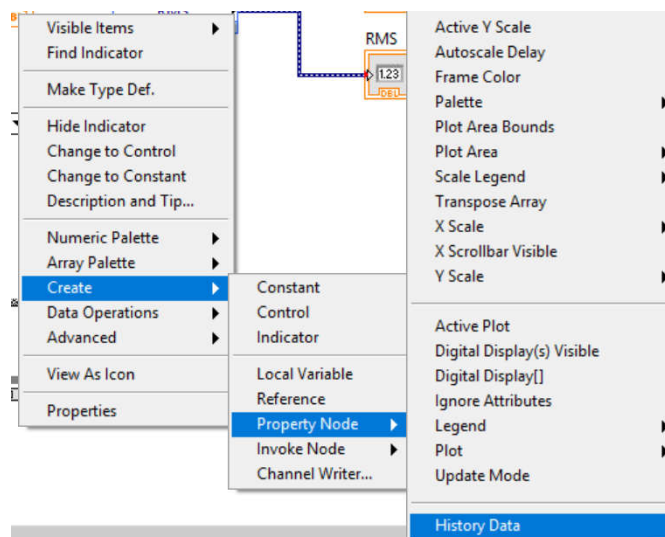 Visible Items
Find Indicator
Make Type Def.
Hide Indicator
Change to Control
Change to Constant
Description and Tip...
Numeric Palette
Array Palette
Create
Data Operations
Advanced
View As Icon
Properties
Constant
Control
Indicator
Local Variable
Reference
Property Node
Invoke Node
Channel Writer...
RMS
1.23
DBL
Active Y Scale
Autoscale Delay
Frame Color
Palette
Plot Area Bounds
Plot Area
Scale Legend
Transpose Array
X Scale
X Scrollbar Visible
Y Scale
Active Plot
Digital Display(s) Visible
Digital Display[]
Ignore Attributes
Legend
Plot
Update Mode
History Data